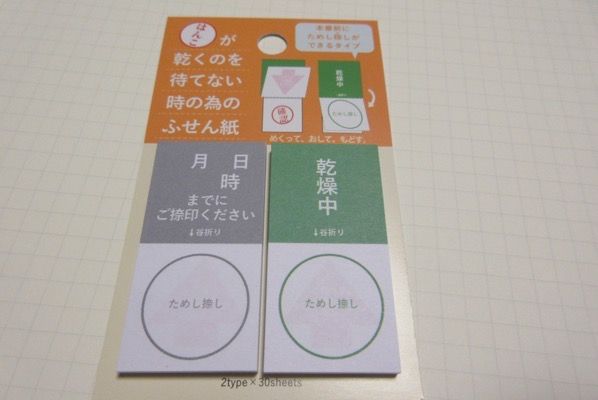 はんこが
乾くのを
待てない
時の為の
ふせん紙
本捺前に
ためし捺しが
できるタイプ
確認
乾燥中
ためし捺し
めくって、おして、もどす。
月 日
時
までに
ご捺印ください
↓谷折り
ためし捺し
乾燥中
↓谷折り
ためし捺し
2type×30sheets